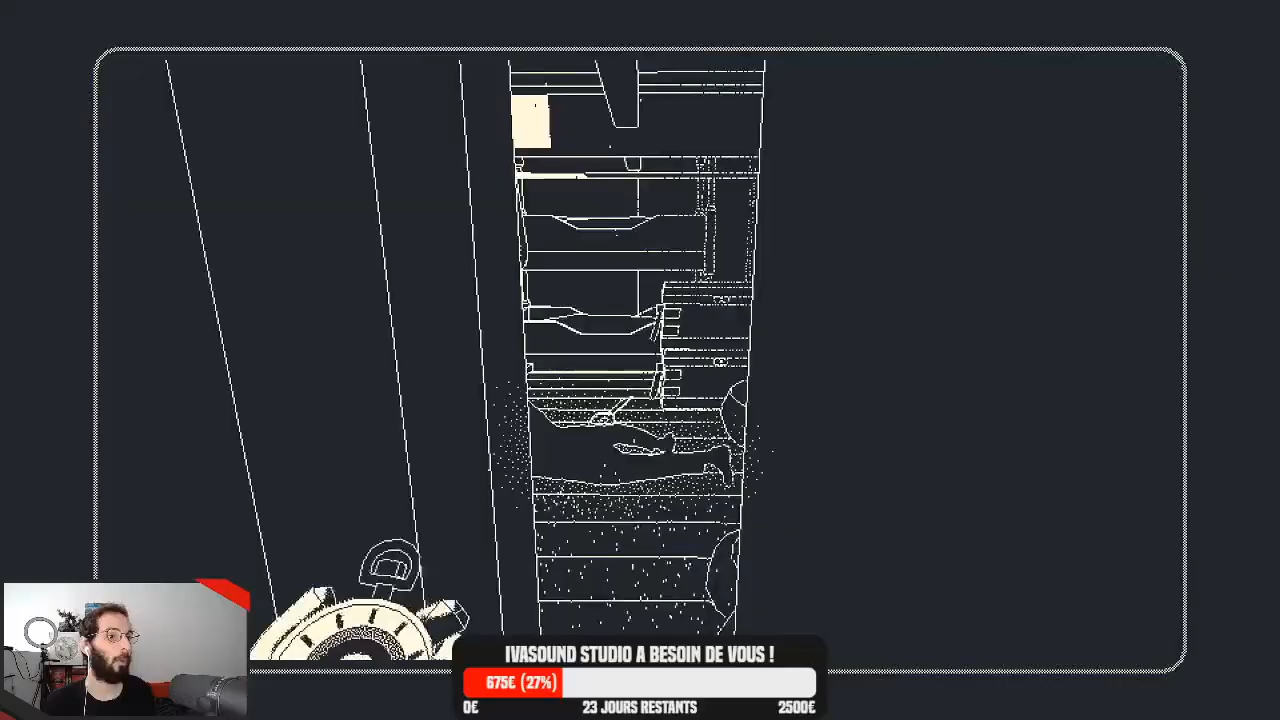 IVASOUND STUDIO A BESOIN DE VOUS !
675€ (27%)
0€ 23 JOURS RESTANTS 2500€